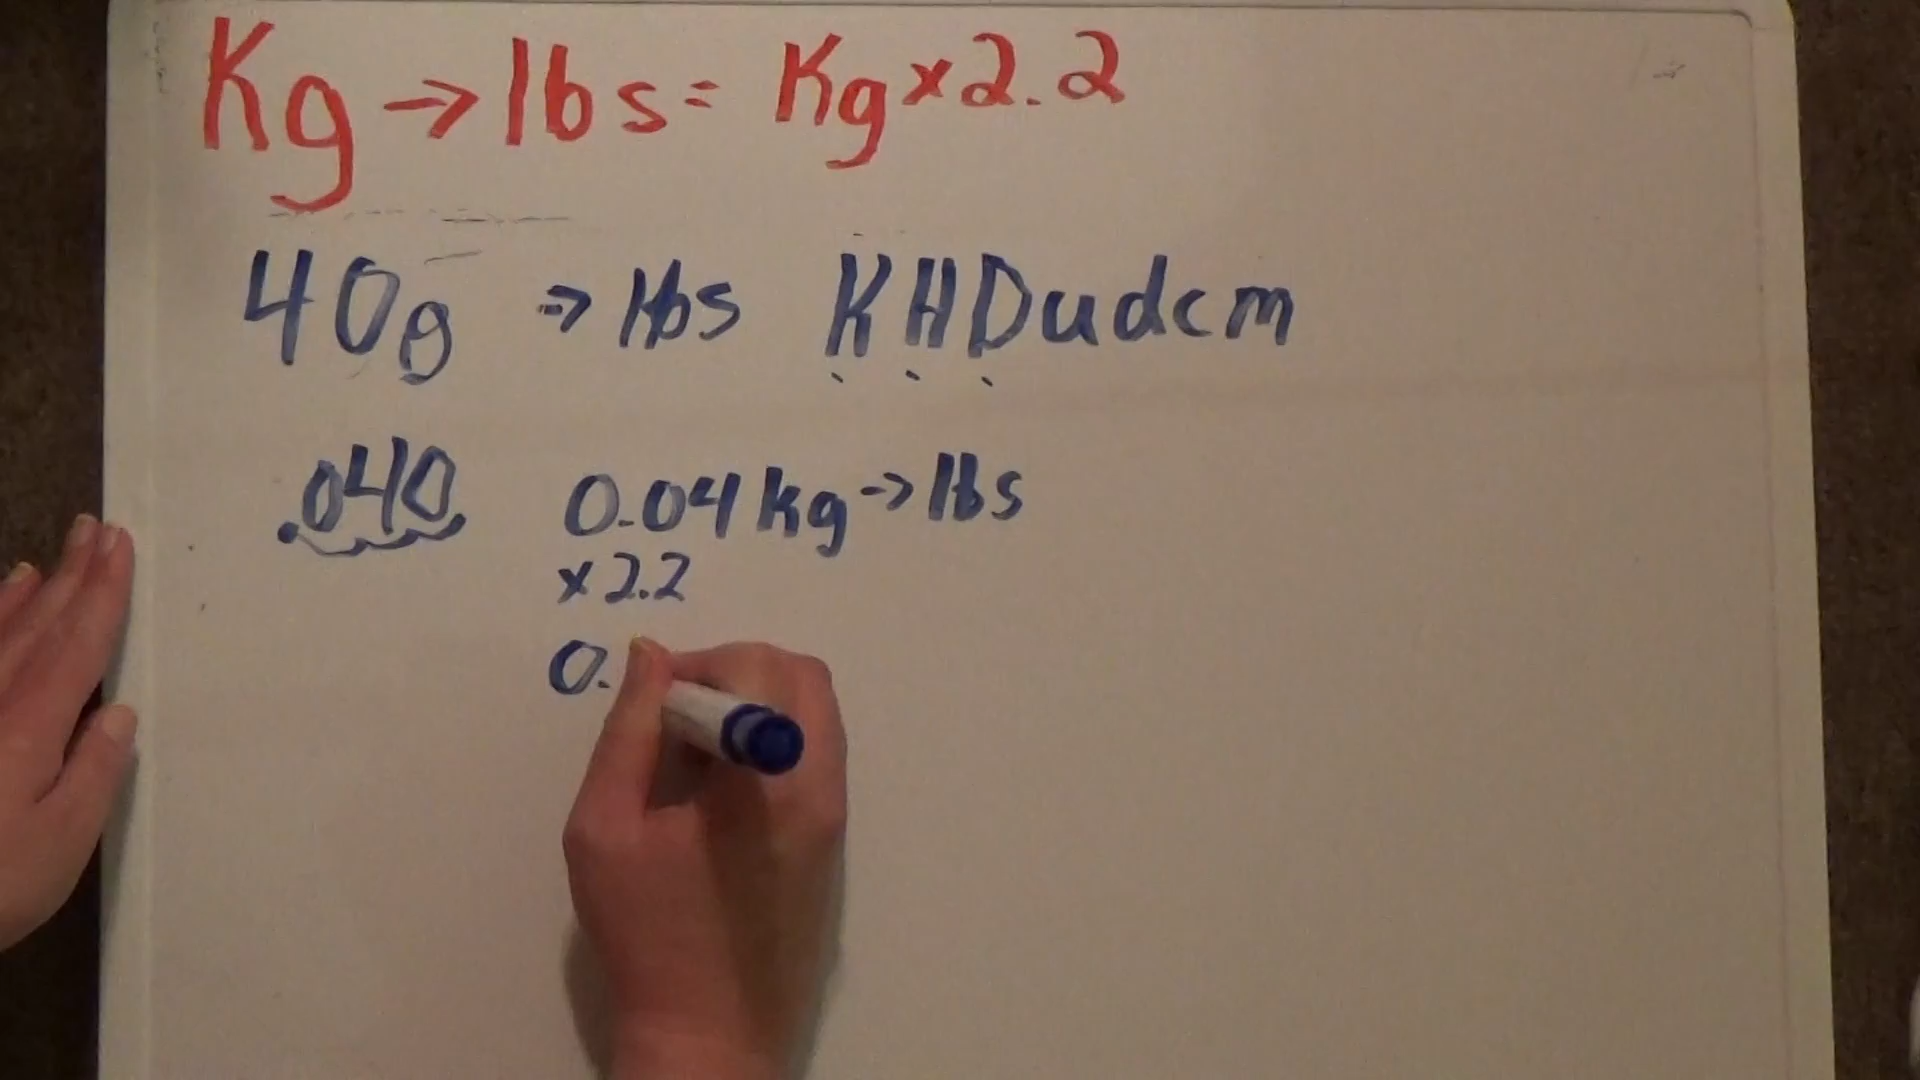 Kg → lbs = Kg × 2.2
40g → lbs KHDudcm
.040 0.04 kg → lbs
× 2.2
0.